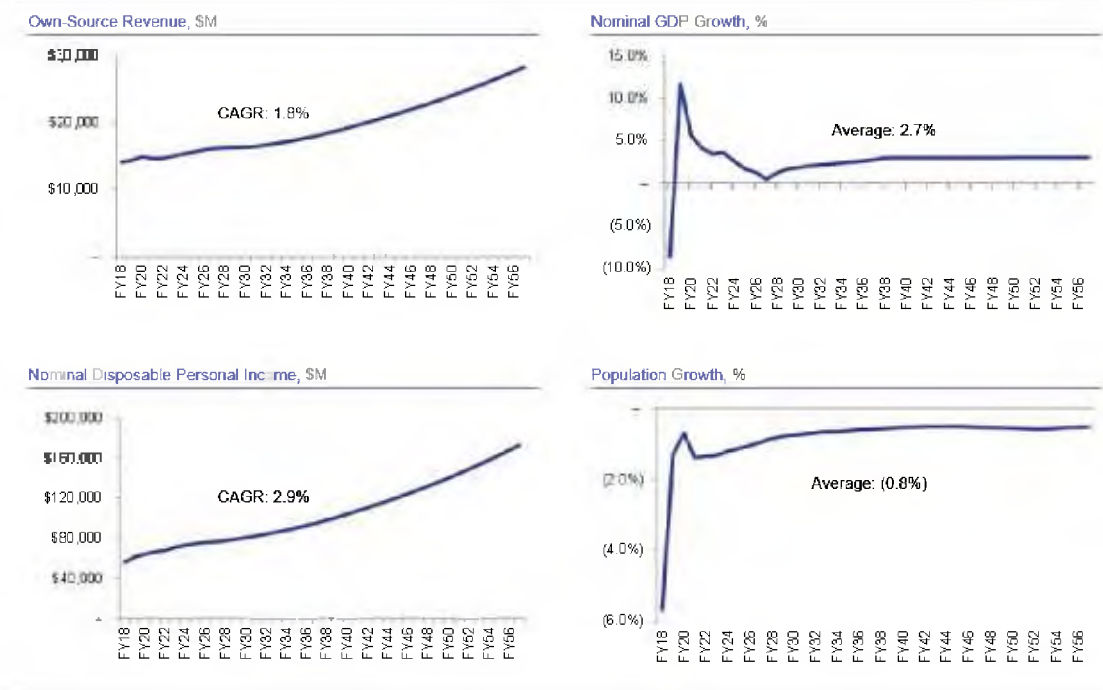 Own-Source Revenue, $M
$30,000
$20,000
$10,000
-
CAGR: 1.8%
FY18 FY20 FY22 FY24 FY26 FY28 FY30 FY32 FY34 FY36 FY38 FY40 FY42 FY44 FY46 FY48 FY50 FY52 FY54 FY56
Nominal GDP Growth, %
15.0%
10.0%
5.0%
–
(5.0%)
(10.0%)
Average: 2.7%
FY18 FY20 FY22 FY24 FY26 FY28 FY30 FY32 FY34 FY36 FY38 FY40 FY42 FY44 FY46 FY48 FY50 FY52 FY54 FY56
Nominal Disposable Personal Income, $M
$200,000
$160,000
$120,000
$80,000
$40,000
-
CAGR: 2.9%
FY18 FY20 FY22 FY24 FY26 FY28 FY30 FY32 FY34 FY36 FY38 FY40 FY42 FY44 FY46 FY48 FY50 FY52 FY54 FY56
Population Growth, %
–
(2.0%)
(4.0%)
(6.0%)
Average: (0.8%)
FY18 FY20 FY22 FY24 FY26 FY28 FY30 FY32 FY34 FY36 FY38 FY40 FY42 FY44 FY46 FY48 FY50 FY52 FY54 FY56